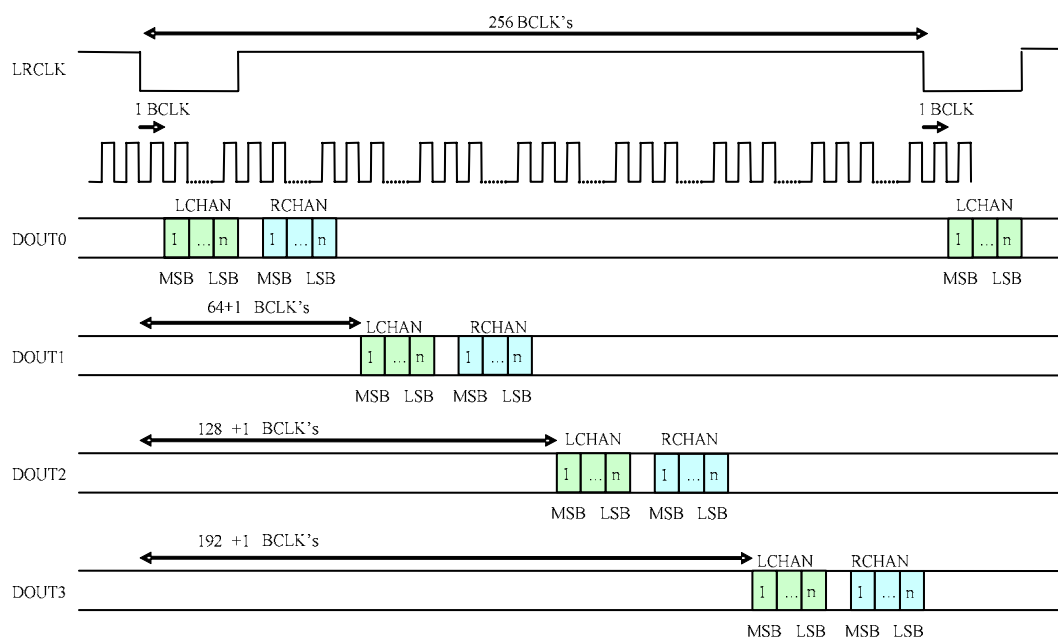 256 BCLK's
LRCLK
1 BCLK 1 BCLK
LCHAN RCHAN LCHAN
DOUT0 1 ... n 1 ... n 1 ... n
MSB LSB MSB LSB MSB LSB
64+1 BCLK's
LCHAN RCHAN
DOUT1 1 ... n 1 ... n
MSB LSB MSB LSB
128 +1 BCLK's
LCHAN RCHAN
DOUT2 1 ... n 1 ... n
MSB LSB MSB LSB
192 +1 BCLK's
LCHAN RCHAN
DOUT3 1 ... n 1 ... n
MSB LSB MSB LSB